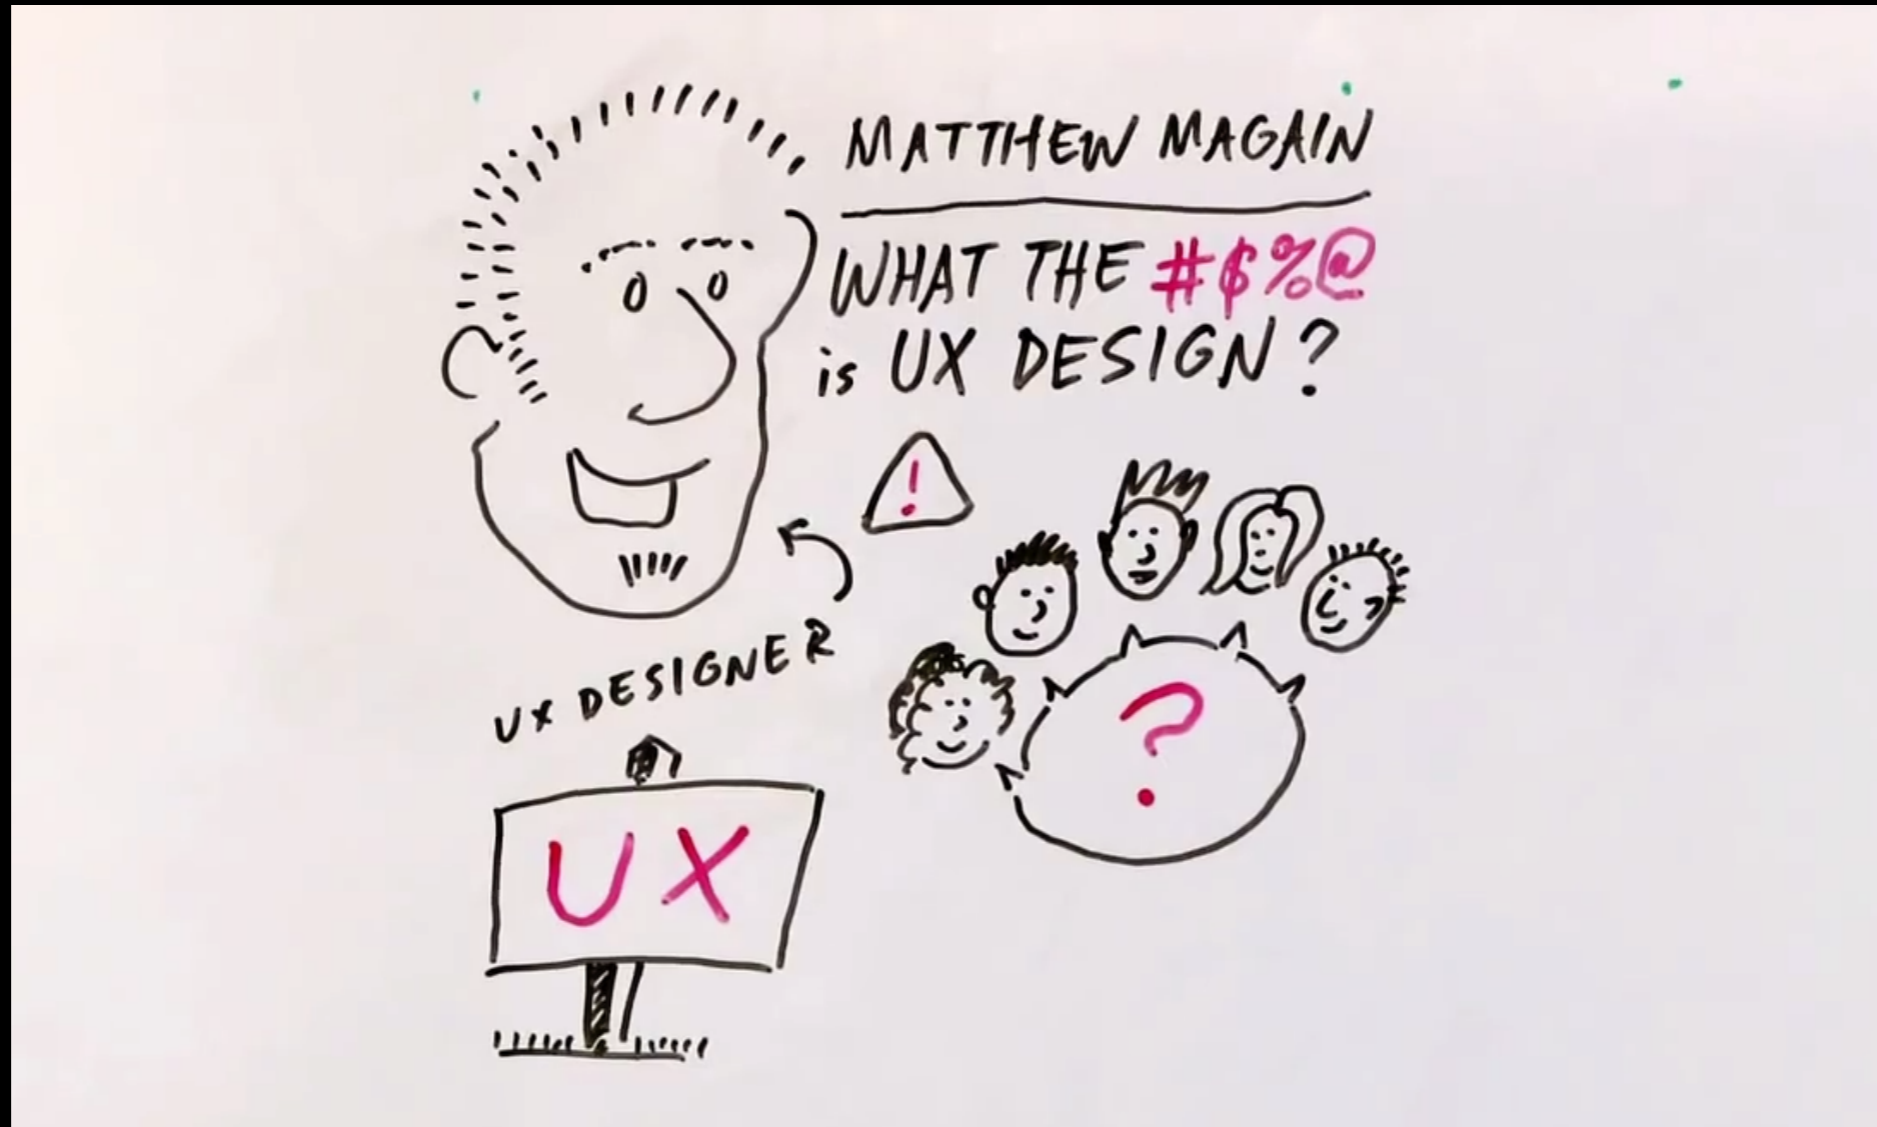 MATTHEW MAGAIN
WHAT THE #$%@
is UX DESIGN?
!
UX DESIGNER
?
UX